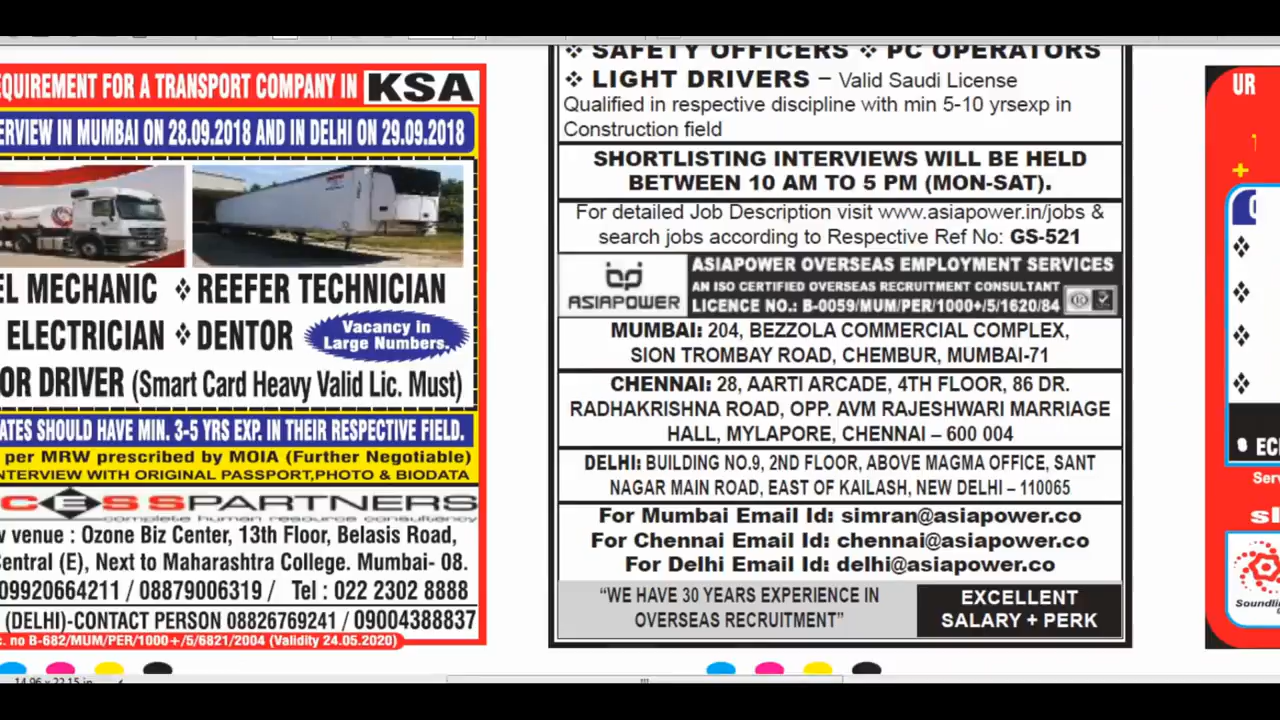 EQUIREMENT FOR A TRANSPORT COMPANY IN KSA
ERVIEW IN MUMBAI ON 28.09.2018 AND IN DELHI ON 29.09.2018
EL MECHANIC ❖ REEFER TECHNICIAN
ELECTRICIAN ❖ DENTOR
Vacancy in
Large Numbers.
OR DRIVER (Smart Card Heavy Valid Lic. Must)
ATES SHOULD HAVE MIN. 3-5 YRS EXP. IN THEIR RESPECTIVE FIELD.
per MRW prescribed by MOIA (Further Negotiable)
NTERVIEW WITH ORIGINAL PASSPORT,PHOTO & BIODATA
CESSPARTNERS
complete human resource consultancy
w venue : Ozone Biz Center, 13th Floor, Belasis Road,
Central (E), Next to Maharashtra College. Mumbai- 08.
09920664211 / 08879006319 / Tel : 022 2302 8888
(DELHI)-CONTACT PERSON 08826769241 / 09004388837
c. no B-682/MUM/PER/1000+/5/6821/2004 (Validity 24.05.2020)
❖ SAFETY OFFICERS ❖ PC OPERATORS
❖ LIGHT DRIVERS – Valid Saudi License
Qualified in respective discipline with min 5-10 yrsexp in
Construction field
SHORTLISTING INTERVIEWS WILL BE HELD
BETWEEN 10 AM TO 5 PM (MON-SAT).
For detailed Job Description visit www.asiapower.in/jobs &
search jobs according to Respective Ref No: GS-521
ASIAPOWER
ASIAPOWER OVERSEAS EMPLOYMENT SERVICES
AN ISO CERTIFIED OVERSEAS RECRUITMENT CONSULTANT
LICENCE NO.: B-0059/MUM/PER/1000+/5/1620/84
MUMBAI: 204, BEZZOLA COMMERCIAL COMPLEX,
SION TROMBAY ROAD, CHEMBUR, MUMBAI-71
CHENNAI: 28, AARTI ARCADE, 4TH FLOOR, 86 DR.
RADHAKRISHNA ROAD, OPP. AVM RAJESHWARI MARRIAGE
HALL, MYLAPORE, CHENNAI – 600 004
DELHI: BUILDING NO.9, 2ND FLOOR, ABOVE MAGMA OFFICE, SANT
NAGAR MAIN ROAD, EAST OF KAILASH, NEW DELHI – 110065
For Mumbai Email Id: simran@asiapower.co
For Chennai Email Id: chennai@asiapower.co
For Delhi Email Id: delhi@asiapower.co
“WE HAVE 30 YEARS EXPERIENCE IN
OVERSEAS RECRUITMENT”
EXCELLENT
SALARY + PERK
UR
+
Serv
Soundlin
14.96 x 22.15 in